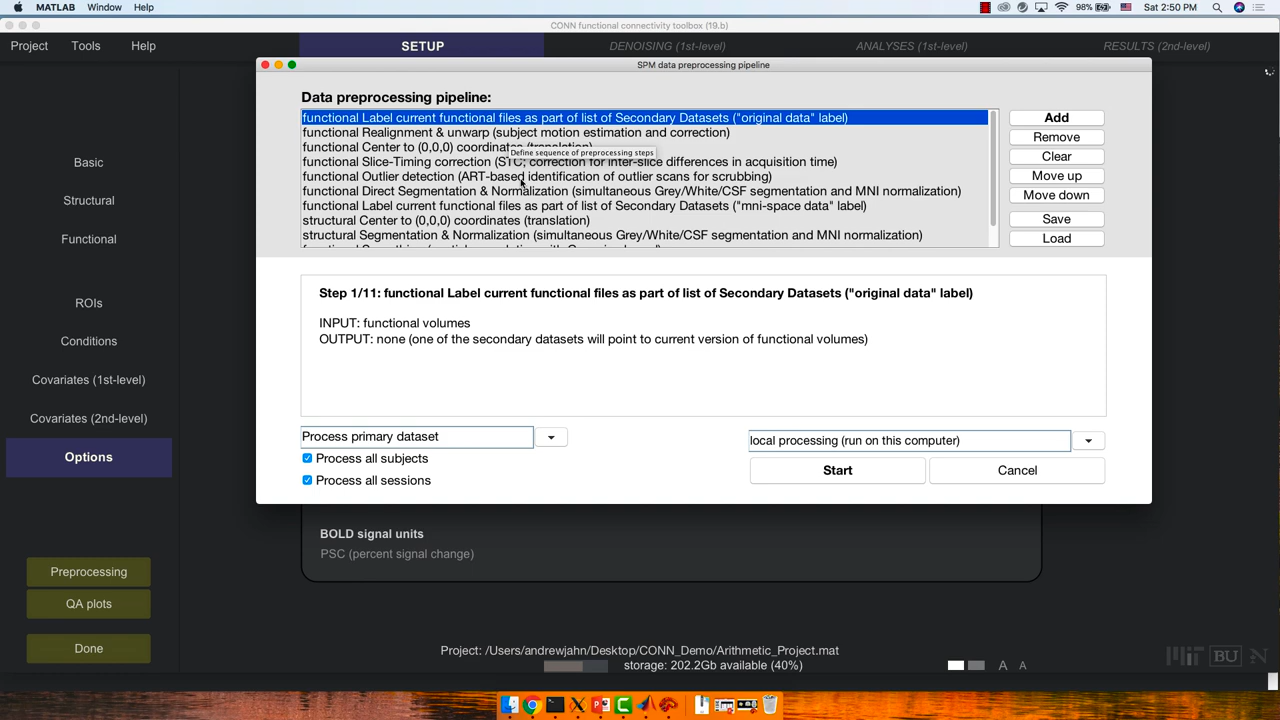 MATLAB Window Help 98% Sat 2:50 PM
CONN functional connectivity toolbox (19.b)
Project Tools Help SETUP DENOISING (1st-level) ANALYSES (1st-level) RESULTS (2nd-level)
SPM data preprocessing pipeline
Data preprocessing pipeline:
functional Label current functional files as part of list of Secondary Datasets ("original data" label)
functional Realignment & unwarp (subject motion estimation and correction)
functional Center to (0,0,0) coordinates (translation)
Define sequence of preprocessing steps
functional Slice-Timing correction (STC; correction for inter-slice differences in acquisition time)
functional Outlier detection (ART-based identification of outlier scans for scrubbing)
functional Direct Segmentation & Normalization (simultaneous Grey/White/CSF segmentation and MNI normalization)
functional Label current functional files as part of list of Secondary Datasets ("mni-space data" label)
structural Center to (0,0,0) coordinates (translation)
structural Segmentation & Normalization (simultaneous Grey/White/CSF segmentation and MNI normalization)
Add
Remove
Clear
Move up
Move down
Save
Load
Basic
Structural
Functional
ROIs
Conditions
Covariates (1st-level)
Covariates (2nd-level)
Options
Preprocessing
QA plots
Done
Step 1/11: functional Label current functional files as part of list of Secondary Datasets ("original data" label)
INPUT: functional volumes
OUTPUT: none (one of the secondary datasets will point to current version of functional volumes)
Process primary dataset
Process all subjects
Process all sessions
local processing (run on this computer)
Start Cancel
BOLD signal units
PSC (percent signal change)
Project: /Users/andrewjahn/Desktop/CONN_Demo/Arithmetic_Project.mat
storage: 202.2Gb available (40%)
A A
MIT BU N